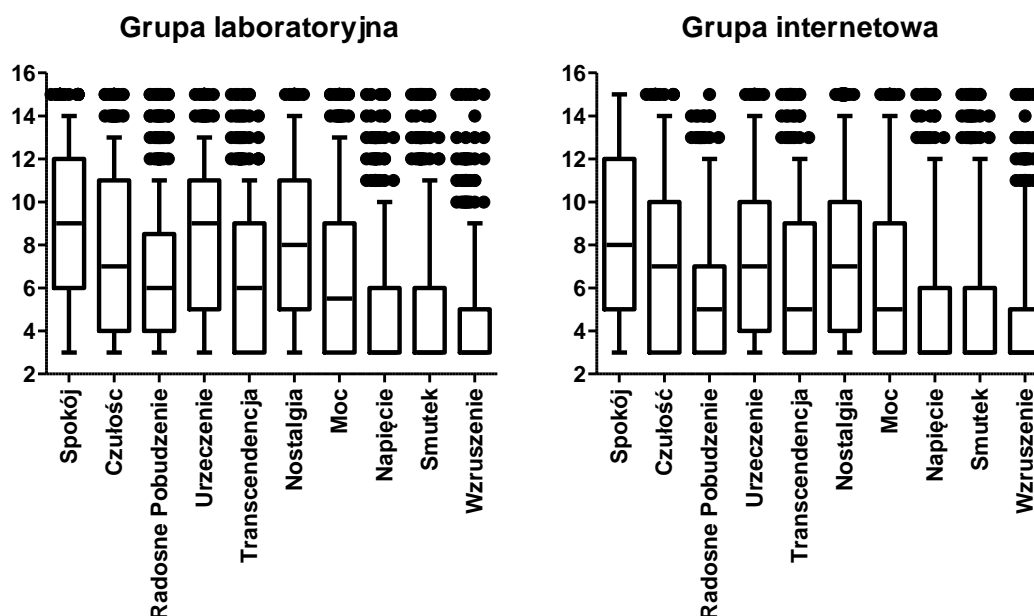 Grupa laboratoryjna
16
14
12
10
8
6
4
2
Spokój
Czułość
Radosne Pobudzenie
Urzeczenie
Transcendencja
Nostalgia
Moc
Napięcie
Smutek
Wzruszenie
Grupa internetowa
16
14
12
10
8
6
4
2
Spokój
Czułość
Radosne Pobudzenie
Urzeczenie
Transcendencja
Nostalgia
Moc
Napięcie
Smutek
Wzruszenie